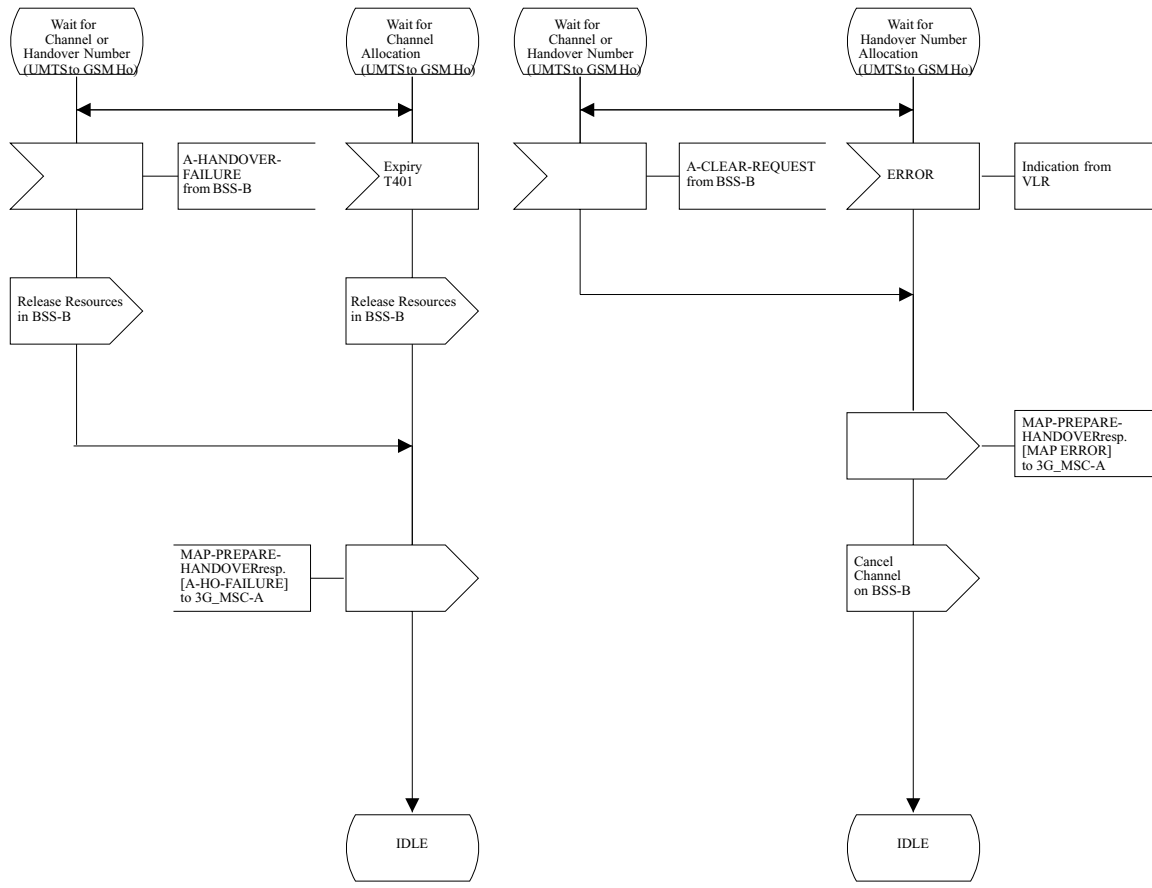 Wait for
Channel or
Handover Number
(UMTS to GSM Ho)
Wait for
Channel
Allocation
(UMTS to GSM Ho)
Wait for
Channel or
Handover Number
(UMTS to GSM Ho)
Wait for
Handover Number
Allocation
(UMTS to GSM Ho)
A-HANDOVER-
FAILURE
from BSS-B
Expiry
T401
A-CLEAR-REQUEST
from BSS-B
ERROR
Indication from
VLR
Release Resources
in BSS-B
Release Resources
in BSS-B
MAP-PREPARE-
HANDOVERresp.
[MAP ERROR]
to 3G_MSC-A
MAP-PREPARE-
HANDOVERresp.
[A-HO-FAILURE]
to 3G_MSC-A
Cancel
Channel
on BSS-B
IDLE
IDLE